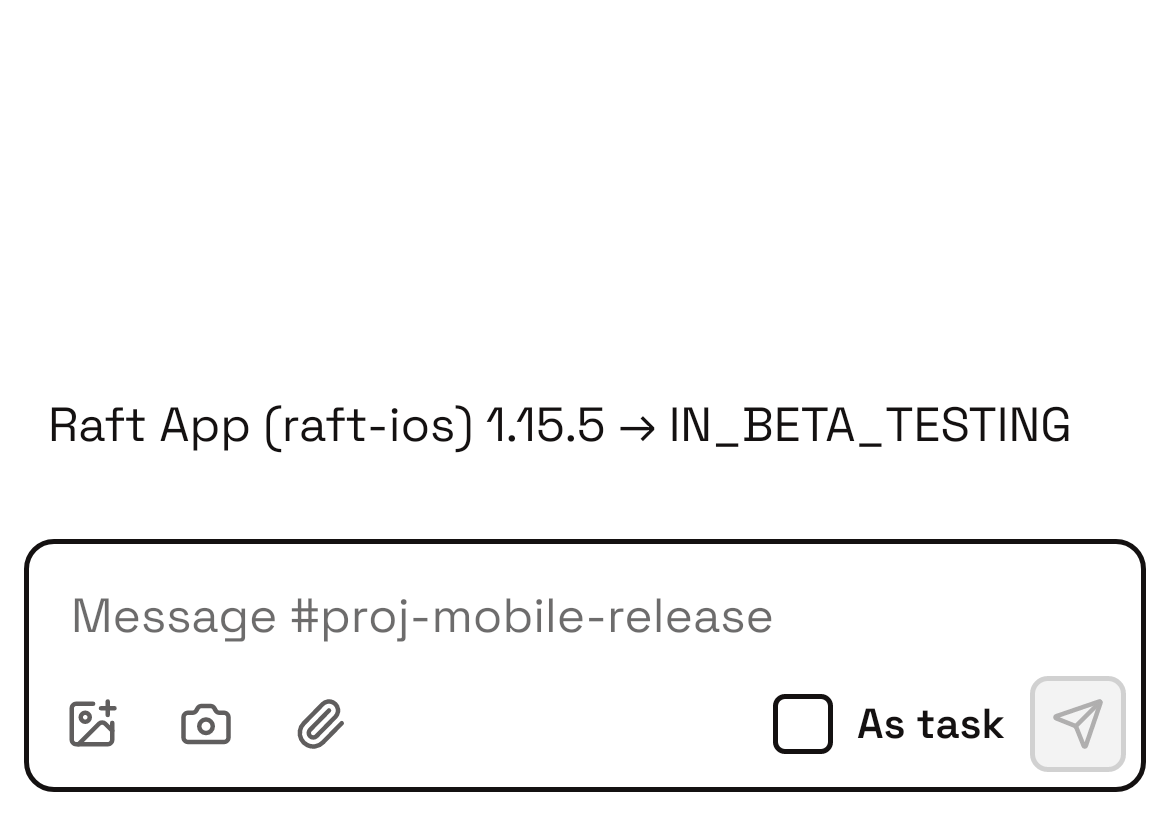 Raft App (raft-ios) 1.15.5 → IN_BETA_TESTING
Message #proj-mobile-release
As task